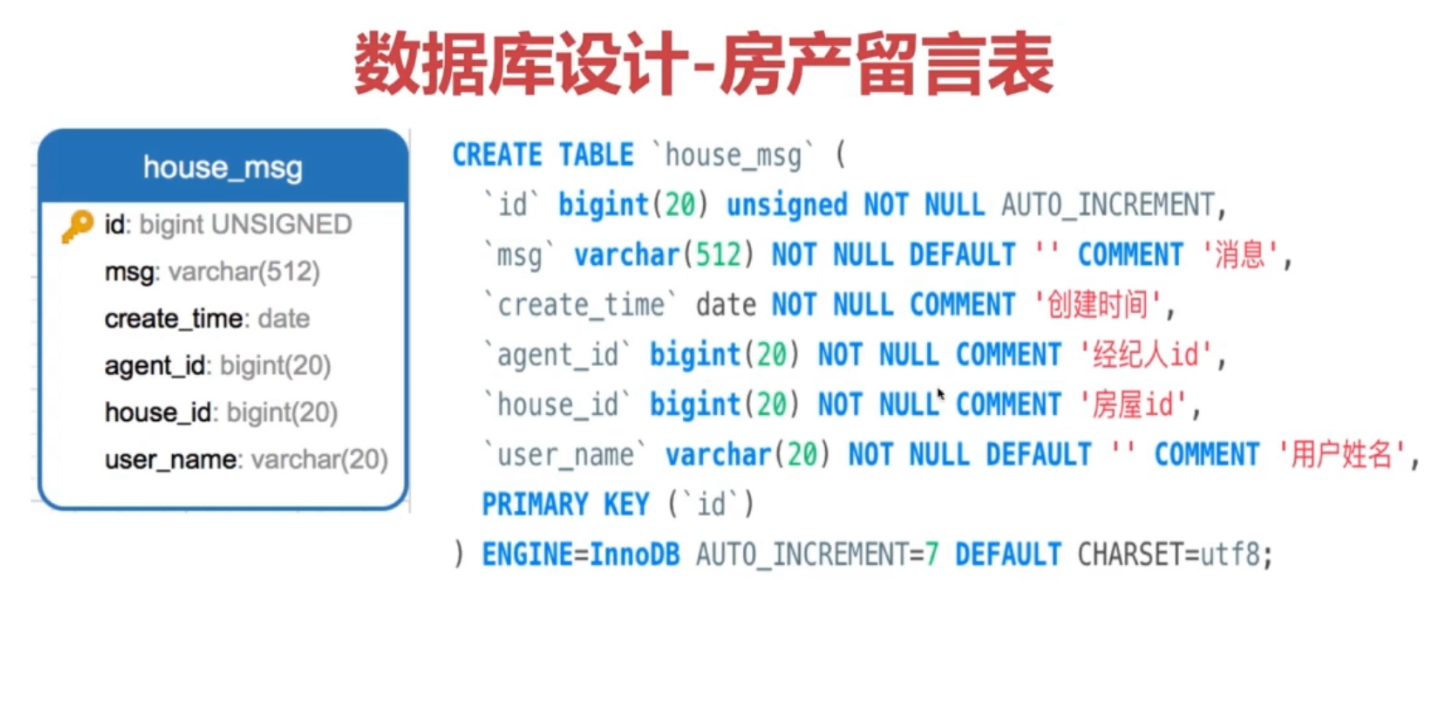 数据库设计-房产留言表
house_msg
id: bigint UNSIGNED
msg: varchar(512)
create_time: date
agent_id: bigint(20)
house_id: bigint(20)
user_name: varchar(20)
CREATE TABLE `house_msg` (
`id` bigint(20) unsigned NOT NULL AUTO_INCREMENT,
`msg` varchar(512) NOT NULL DEFAULT '' COMMENT '消息',
`create_time` date NOT NULL COMMENT '创建时间',
`agent_id` bigint(20) NOT NULL COMMENT '经纪人id',
`house_id` bigint(20) NOT NULL COMMENT '房屋id',
`user_name` varchar(20) NOT NULL DEFAULT '' COMMENT '用户姓名',
PRIMARY KEY (`id`)
) ENGINE=InnoDB AUTO_INCREMENT=7 DEFAULT CHARSET=utf8;